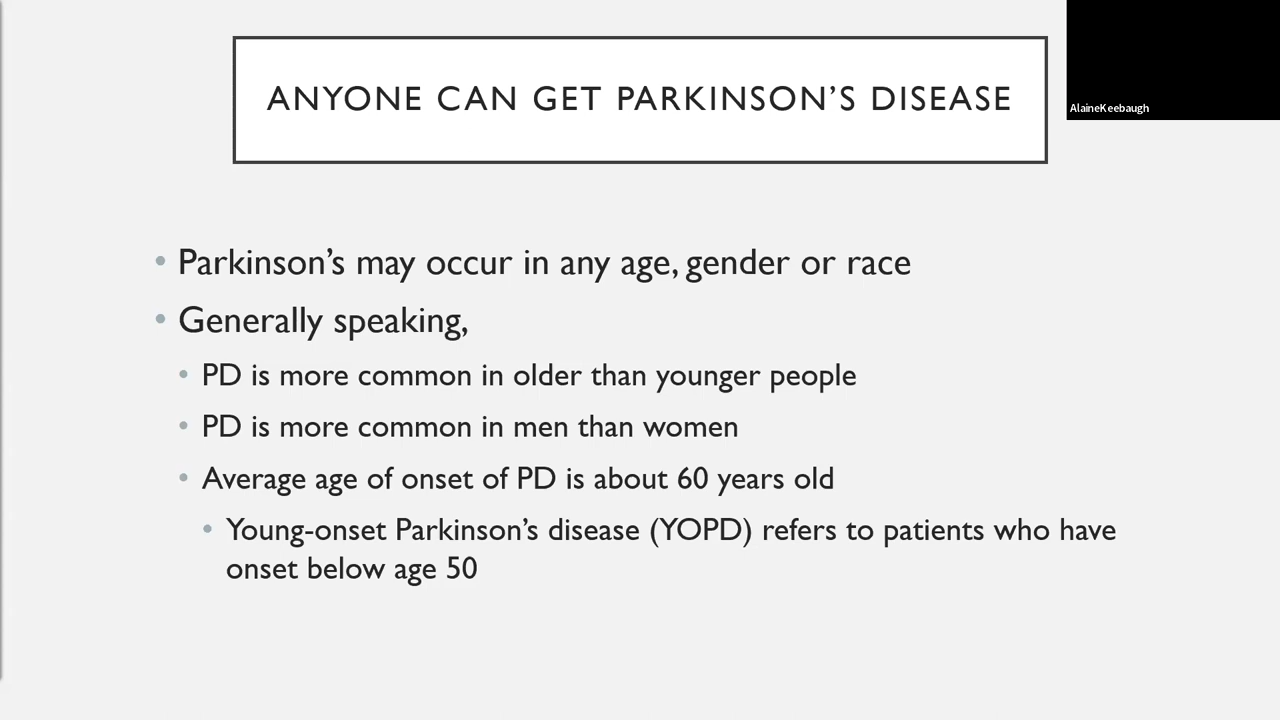 ANYONE CAN GET PARKINSON’S DISEASE
AlaineKeebaugh
• Parkinson’s may occur in any age, gender or race
• Generally speaking,
• PD is more common in older than younger people
• PD is more common in men than women
• Average age of onset of PD is about 60 years old
• Young-onset Parkinson’s disease (YOPD) refers to patients who have
onset below age 50